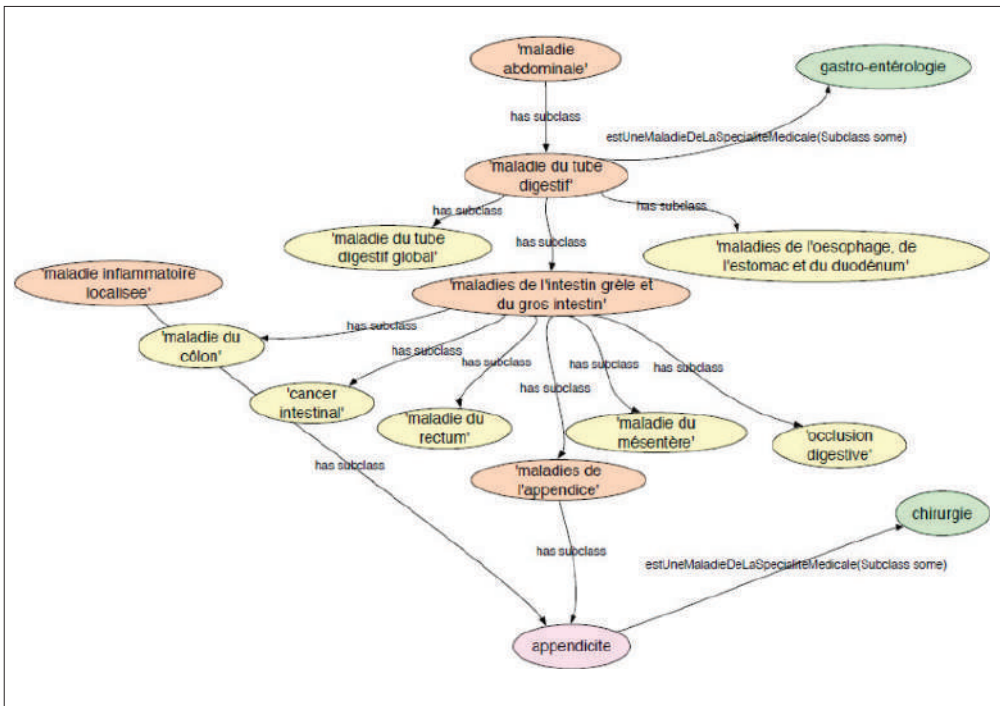 'maladie
abdominale'
gastro-entérologie
has subclass
estUneMaladieDeLaSpecialiteMedicale(Subclass some)
'maladie du tube
digestif'
has subclass
has subclass
has subclass
'maladie du tube
digestif global'
'maladies de l'oesophage, de
l'estomac et du duodénum'
'maladie inflammatoire
localisee'
'maladies de l'intestin grêle et
du gros intestin'
has subclass
'maladie du
côlon'
has subclass
has subclass
has subclass
has subclass
has subclass
'cancer
intestinal'
'maladie du
rectum'
'maladie du
mésentère'
'occlusion
digestive'
has subclass
'maladies de
l'appendice'
chirurgie
has subclass
estUneMaladieDeLaSpecialiteMedicale(Subclass some)
appendicite